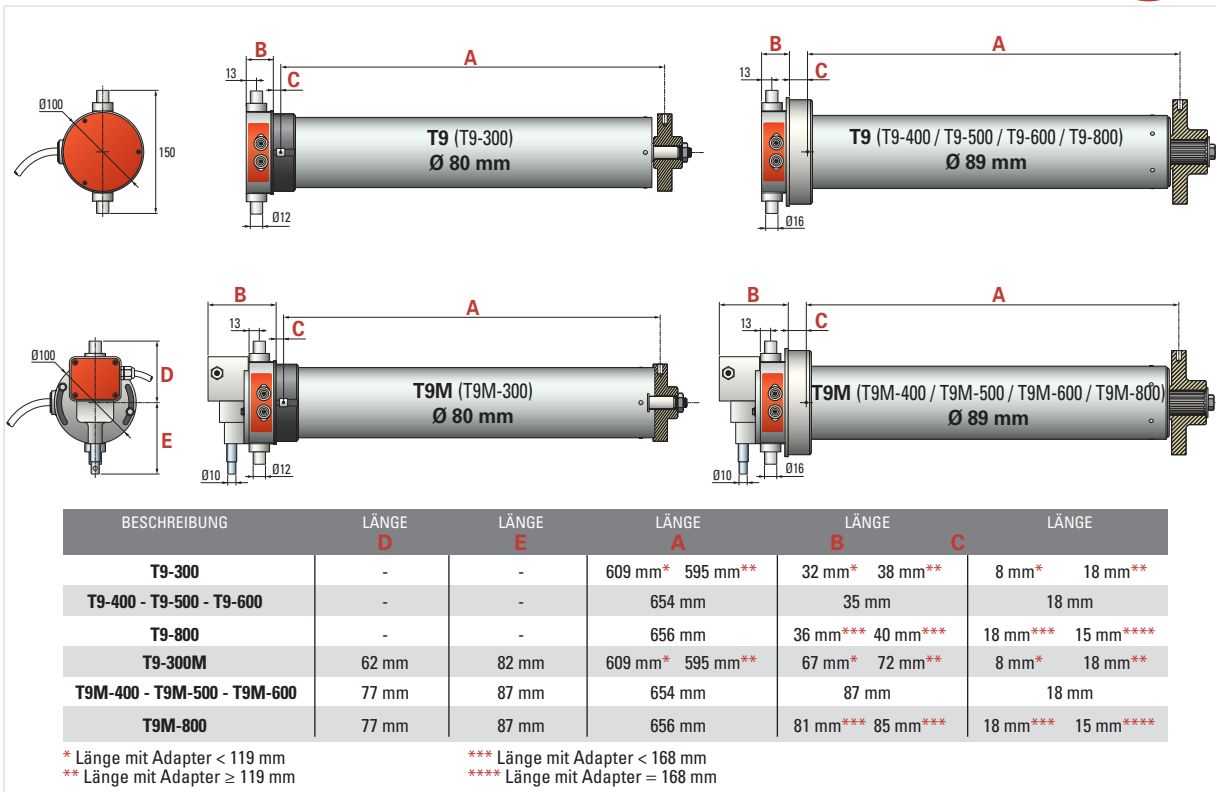 B
A
13
C
Ø100
150
T9 (T9-300)
Ø 80 mm
Ø12
B
A
13
C
T9 (T9-400 / T9-500 / T9-600 / T9-800)
Ø 89 mm
Ø16
B
A
13
C
Ø100
D
E
T9M (T9M-300)
Ø 80 mm
Ø10
Ø12
B
A
13
C
T9M (T9M-400 / T9M-500 / T9M-600 / T9M-800)
Ø 89 mm
Ø10
Ø16
BESCHREIBUNG LÄNGE LÄNGE LÄNGE LÄNGE LÄNGE
D E A B C
T9-300 - - 609 mm* 595 mm** 32 mm* 38 mm** 8 mm* 18 mm**
T9-400 - T9-500 - T9-600 - - 654 mm 35 mm 18 mm
T9-800 - - 656 mm 36 mm*** 40 mm*** 18 mm*** 15 mm****
T9-300M 62 mm 82 mm 609 mm* 595 mm** 67 mm* 72 mm** 8 mm* 18 mm**
T9M-400 - T9M-500 - T9M-600 77 mm 87 mm 654 mm 87 mm 18 mm
T9M-800 77 mm 87 mm 656 mm 81 mm*** 85 mm*** 18 mm*** 15 mm****
* Länge mit Adapter < 119 mm
** Länge mit Adapter ≥ 119 mm
*** Länge mit Adapter < 168 mm
**** Länge mit Adapter = 168 mm